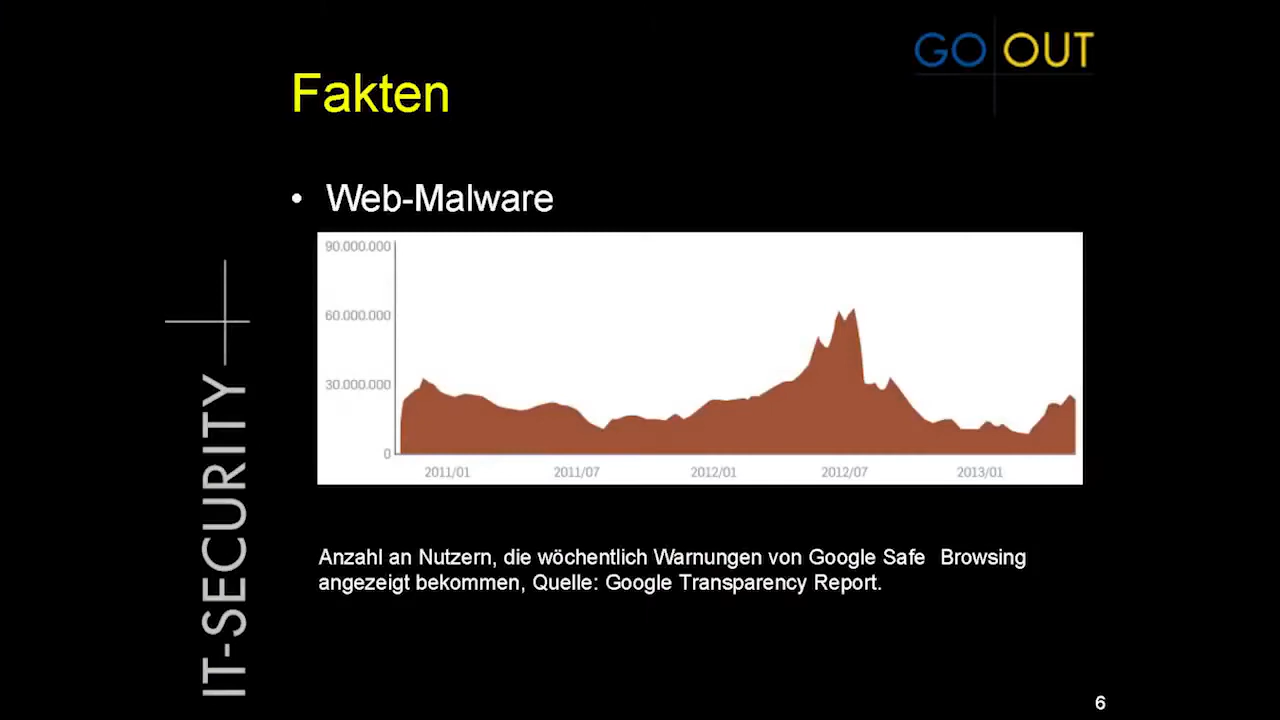 GO OUT
Fakten
• Web-Malware
90.000.000
60.000.000
30.000.000
0
2011/01 2011/07 2012/01 2012/07 2013/01
Anzahl an Nutzern, die wöchentlich Warnungen von Google Safe Browsing
angezeigt bekommen, Quelle: Google Transparency Report.
IT-SECURITY
6